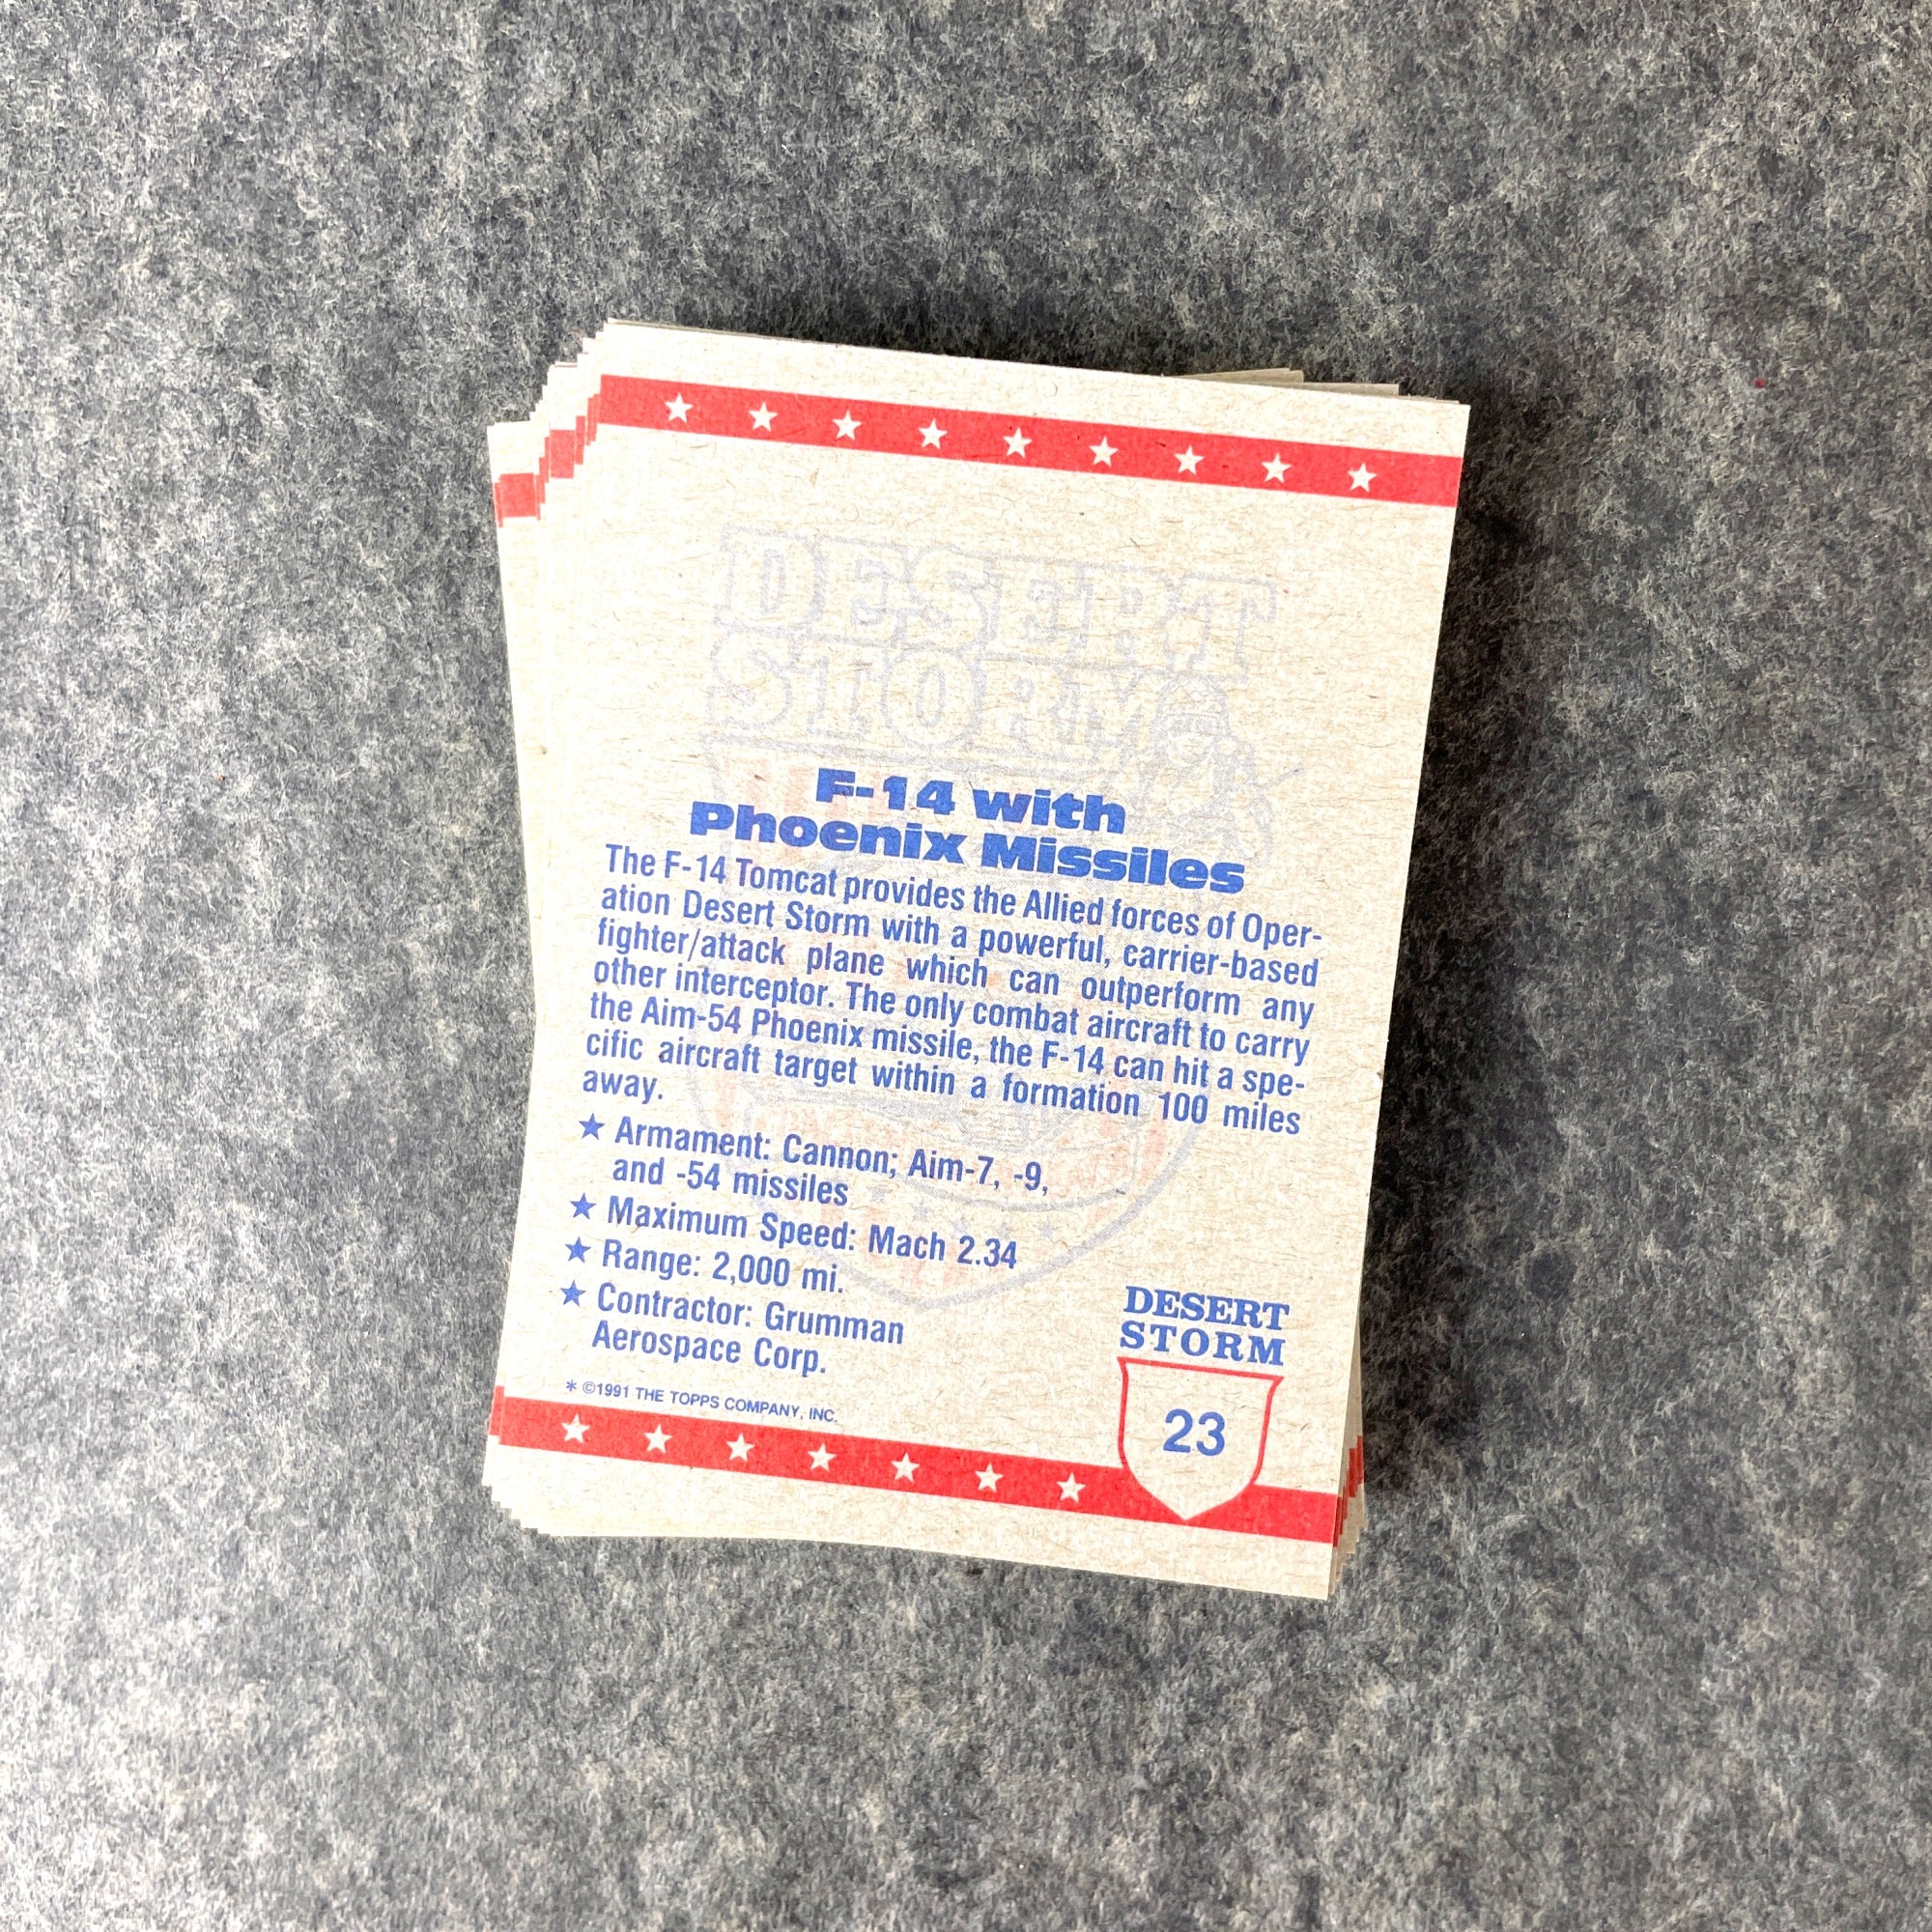 DESERT
STORM
F-14 with
Phoenix Missiles
The F-14 Tomcat provides the Allied forces of Oper-
ation Desert Storm with a powerful, carrier-based
fighter/attack plane which can outperform any
other interceptor. The only combat aircraft to carry
the Aim-54 Phoenix missile, the F-14 can hit a spe-
cific aircraft target within a formation 100 miles
away.
★ Armament: Cannon; Aim-7, -9,
and -54 missiles
★ Maximum Speed: Mach 2.34
★ Range: 2,000 mi.
★ Contractor: Grumman
Aerospace Corp.
* ©1991 THE TOPPS COMPANY, INC.
DESERT
STORM
23